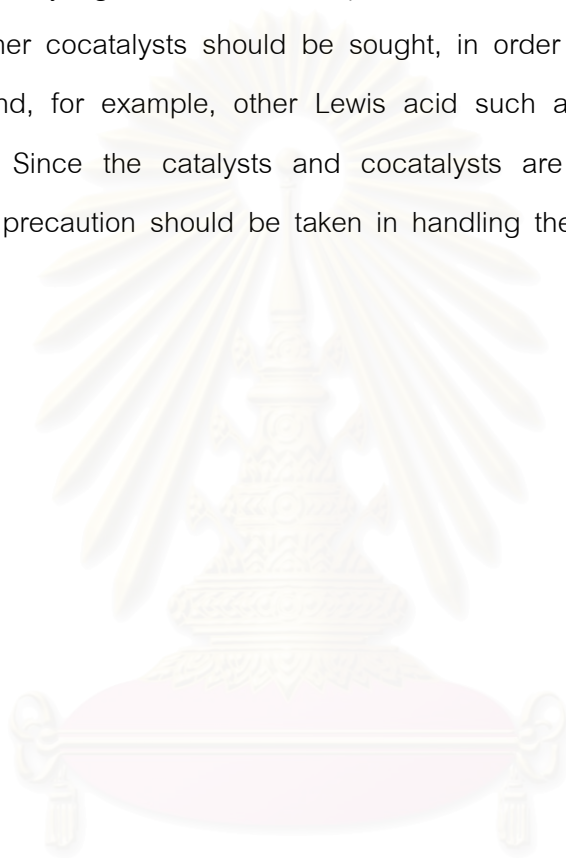 her cocatalysts should be sought, in order
nd, for example, other Lewis acid such a
Since the catalysts and cocatalysts are
precaution should be taken in handling the